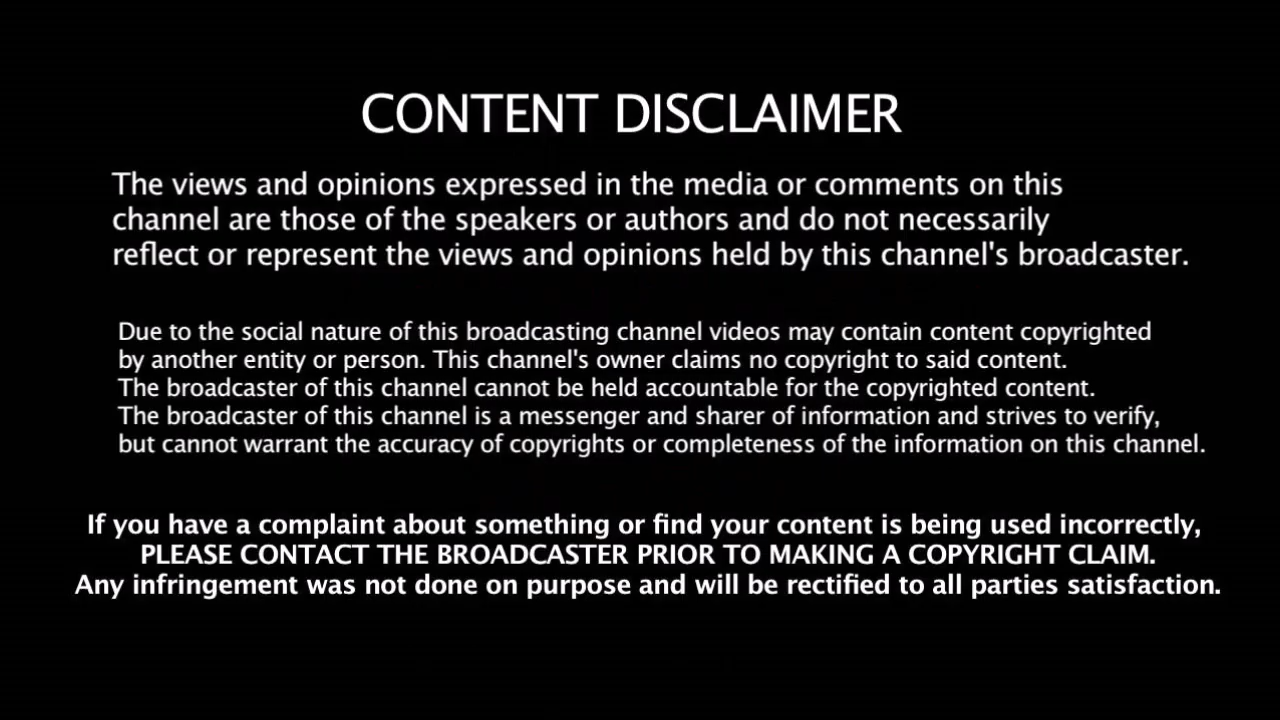 CONTENT DISCLAIMER
The views and opinions expressed in the media or comments on this
channel are those of the speakers or authors and do not necessarily
reflect or represent the views and opinions held by this channel's broadcaster.
Due to the social nature of this broadcasting channel videos may contain content copyrighted
by another entity or person. This channel's owner claims no copyright to said content.
The broadcaster of this channel cannot be held accountable for the copyrighted content.
The broadcaster of this channel is a messenger and sharer of information and strives to verify,
but cannot warrant the accuracy of copyrights or completeness of the information on this channel.
If you have a complaint about something or find your content is being used incorrectly,
PLEASE CONTACT THE BROADCASTER PRIOR TO MAKING A COPYRIGHT CLAIM.
Any infringement was not done on purpose and will be rectified to all parties satisfaction.